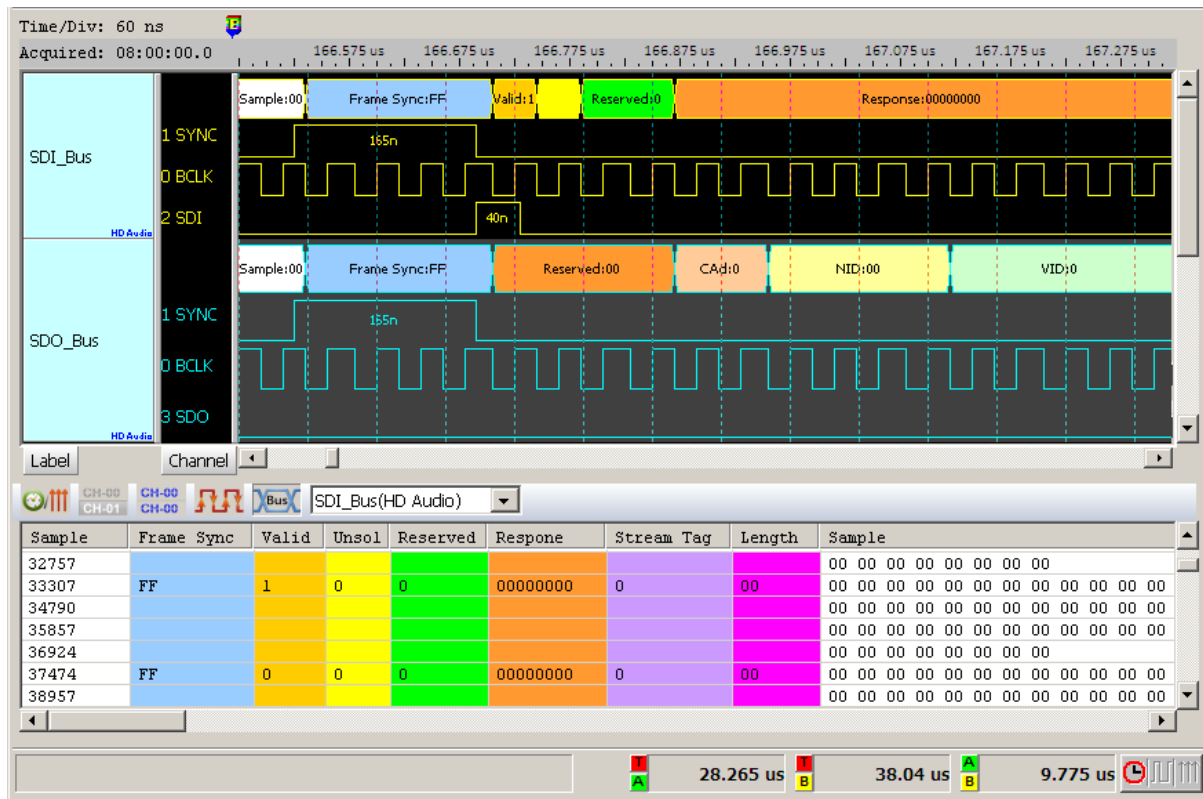 Time/Div: 60 ns
B
Acquired: 08:00:00.0
166.575 us 166.675 us 166.775 us 166.875 us 166.975 us 167.075 us 167.175 us 167.275 us
Sample:00 Frame Sync:FF Valid:1 Reserved:0 Response:00000000
1 SYNC 165n
SDI_Bus
0 BCLK
2 SDI 40n
HD Audio
Sample:00 Frame Sync:FF Reserved:00 CAd:0 NID:00 VID:0
1 SYNC 165n
SDO_Bus
0 BCLK
3 SDO
HD Audio
Label Channel
CH-00 CH-01 CH-00 CH-00 Bus SDI_Bus(HD Audio)
Sample Frame Sync Valid Unsol Reserved Respone Stream Tag Length Sample
32757 00 00 00 00 00 00 00 00
33307 FF 1 0 0 00000000 0 00 00 00 00 00 00 00 00 00 00 00 00 00
34790 00 00 00 00 00 00 00 00 00 00 00 00
35857 00 00 00 00 00 00 00 00 00 00 00 00
36924 00 00 00 00 00 00 00 00
37474 FF 0 0 0 00000000 0 00 00 00 00 00 00 00 00 00 00 00 00 00
38957 00 00 00 00 00 00 00 00 00 00 00 00
T A 28.265 us T B 38.04 us A B 9.775 us